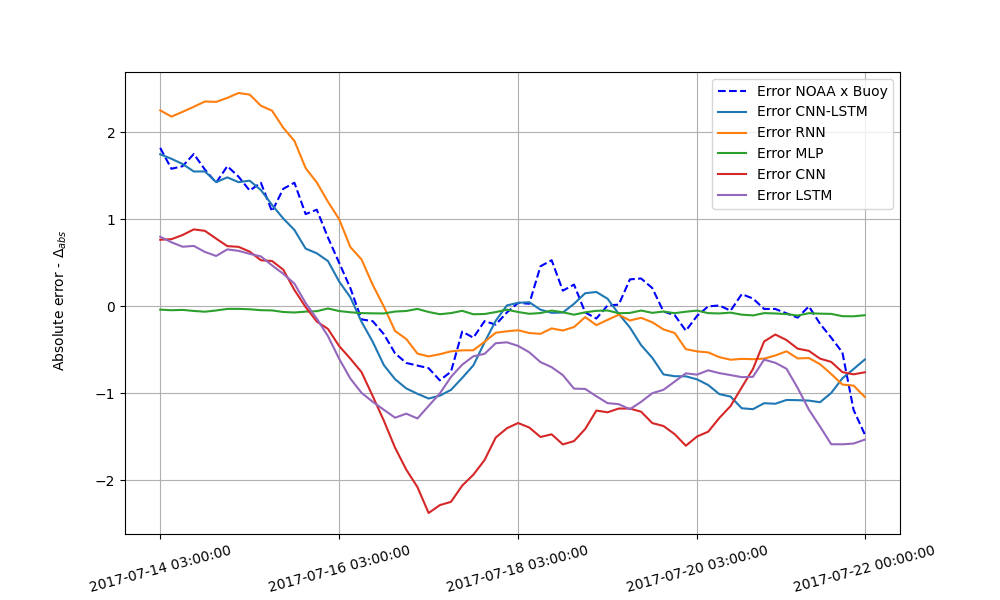 Error NOAA x Buoy
Error CNN-LSTM
Error RNN
Error MLP
Error CNN
Error LSTM
Absolute error - Δabs
2
1
0
−1
−2
2017-07-14 03:00:00
2017-07-16 03:00:00
2017-07-18 03:00:00
2017-07-20 03:00:00
2017-07-22 00:00:00